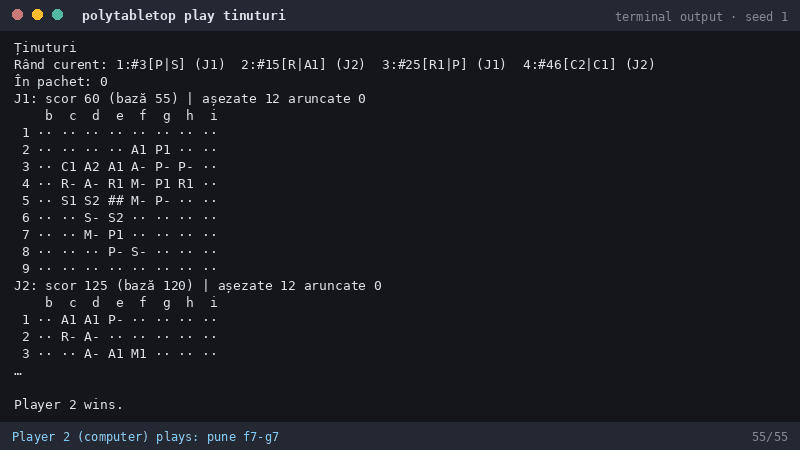 polytabletop play tinuturi
terminal output · seed 1
Ținuturi
Rând curent: 1:#3[P|S] (J1)  2:#15[R|A1] (J2)  3:#25[R1|P] (J1)  4:#46[C2|C1] (J2)
În pachet: 0
J1: scor 60 (bază 55) | așezate 12 aruncate 0
    b  c  d  e  f  g  h  i
 1 ·· ·· ·· ·· ·· ·· ·· ··
 2 ·· ·· ·· ·· A1 P1 ·· ··
 3 ·· C1 A2 A1 A- P- P- ··
 4 ·· R- A- R1 M- P1 R1 ··
 5 ·· S1 S2 ## M- P- ·· ··
 6 ·· ·· S- S2 ·· ·· ·· ··
 7 ·· ·· M- P1 ·· ·· ·· ··
 8 ·· ·· ·· P- S- ·· ·· ··
 9 ·· ·· ·· ·· ·· ·· ·· ··
J2: scor 125 (bază 120) | așezate 12 aruncate 0
    b  c  d  e  f  g  h  i
 1 ·· A1 A1 P- ·· ·· ·· ··
 2 ·· R- A- ·· ·· ·· ·· ··
 3 ·· ·· A- A1 M1 ·· ·· ··
…
Player 2 wins.
Player 2 (computer) plays: pune f7-g7
55/55